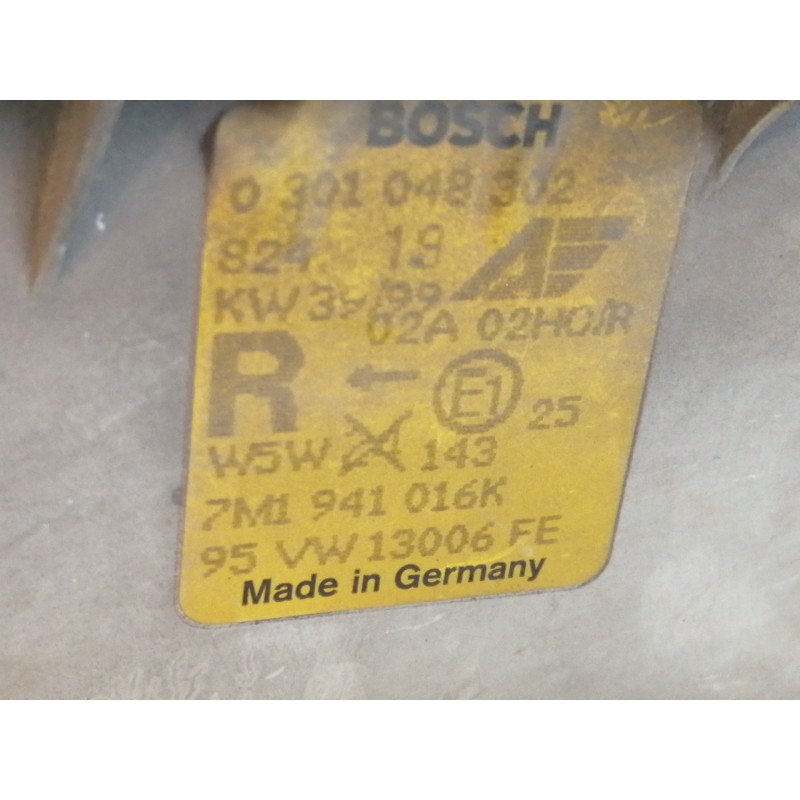 BOSCH
0 301 048 302
824 19
KW 39/99
02A 02HC/R
R E1 25
W5W 143
7M1 941 016K
95 VW 13006 FE
Made in Germany